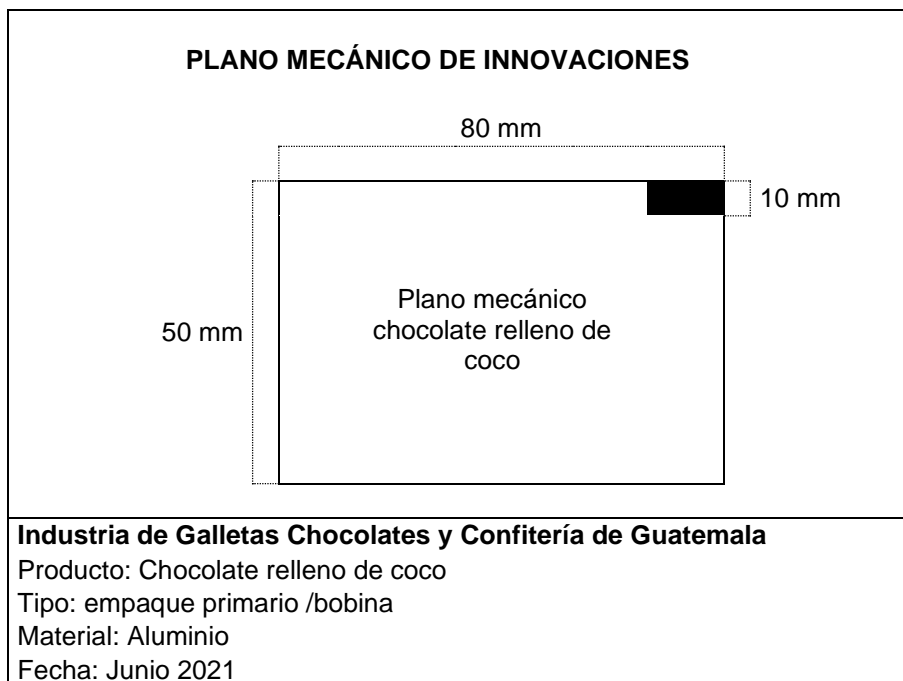 PLANO MECÁNICO DE INNOVACIONES
80 mm
10 mm
Plano mecánico
chocolate relleno de
coco
50 mm
Industria de Galletas Chocolates y Confitería de Guatemala
Producto: Chocolate relleno de coco
Tipo: empaque primario /bobina
Material: Aluminio
Fecha: Junio 2021